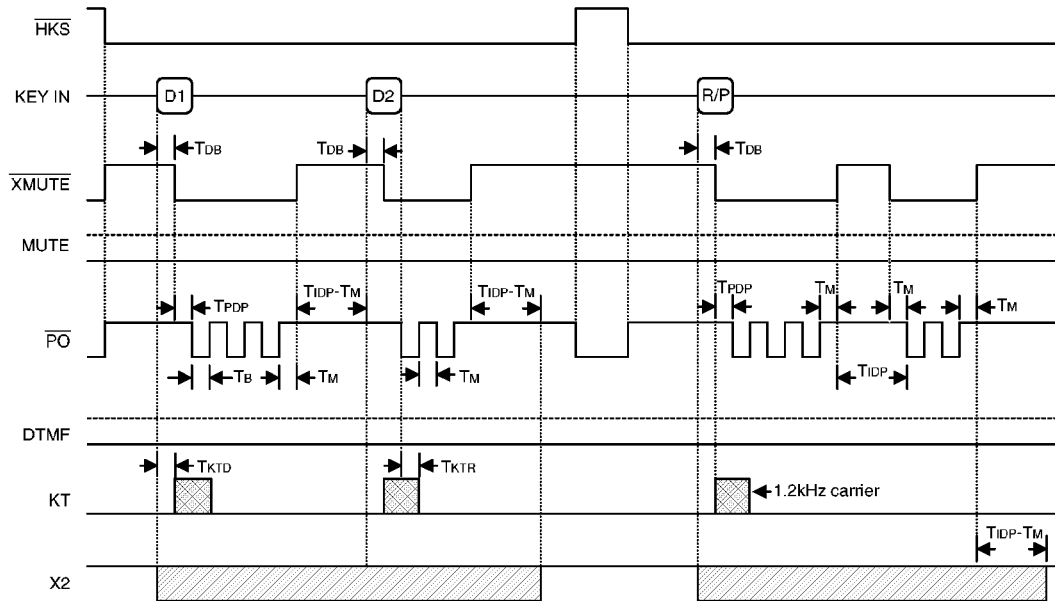 HKS
KEY IN D1 D2 R/P
TDB TDB TDB
XMUTE
MUTE
TPDP TIDP-TM TIDP-TM TPDP TM TM TM
PO
TB TM TM TIDP
DTMF
TKTD TKTR
KT 1.2kHz carrier
TIDP-TM
X2